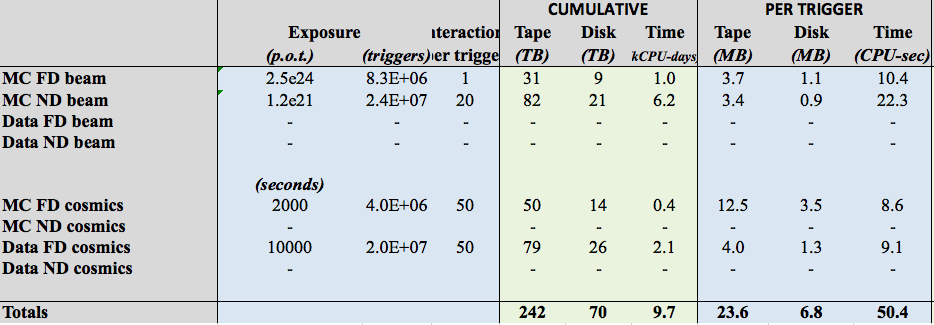 CUMULATIVE PER TRIGGER
Exposure nteraction Tape Disk Time Tape Disk Time
(p.o.t.) (triggers) er trigge (TB) (TB) kCPU-days (MB) (MB) (CPU-sec)
MC FD beam 2.5e24 8.3E+06 1 31 9 1.0 3.7 1.1 10.4
MC ND beam 1.2e21 2.4E+07 20 82 21 6.2 3.4 0.9 22.3
Data FD beam - - - - - - - - -
Data ND beam - - - - - - - - -
(seconds)
MC FD cosmics 2000 4.0E+06 50 50 14 0.4 12.5 3.5 8.6
MC ND cosmics - - - - - - -
Data FD cosmics 10000 2.0E+07 50 79 26 2.1 4.0 1.3 9.1
Data ND cosmics - - - - - - -
Totals 242 70 9.7 23.6 6.8 50.4